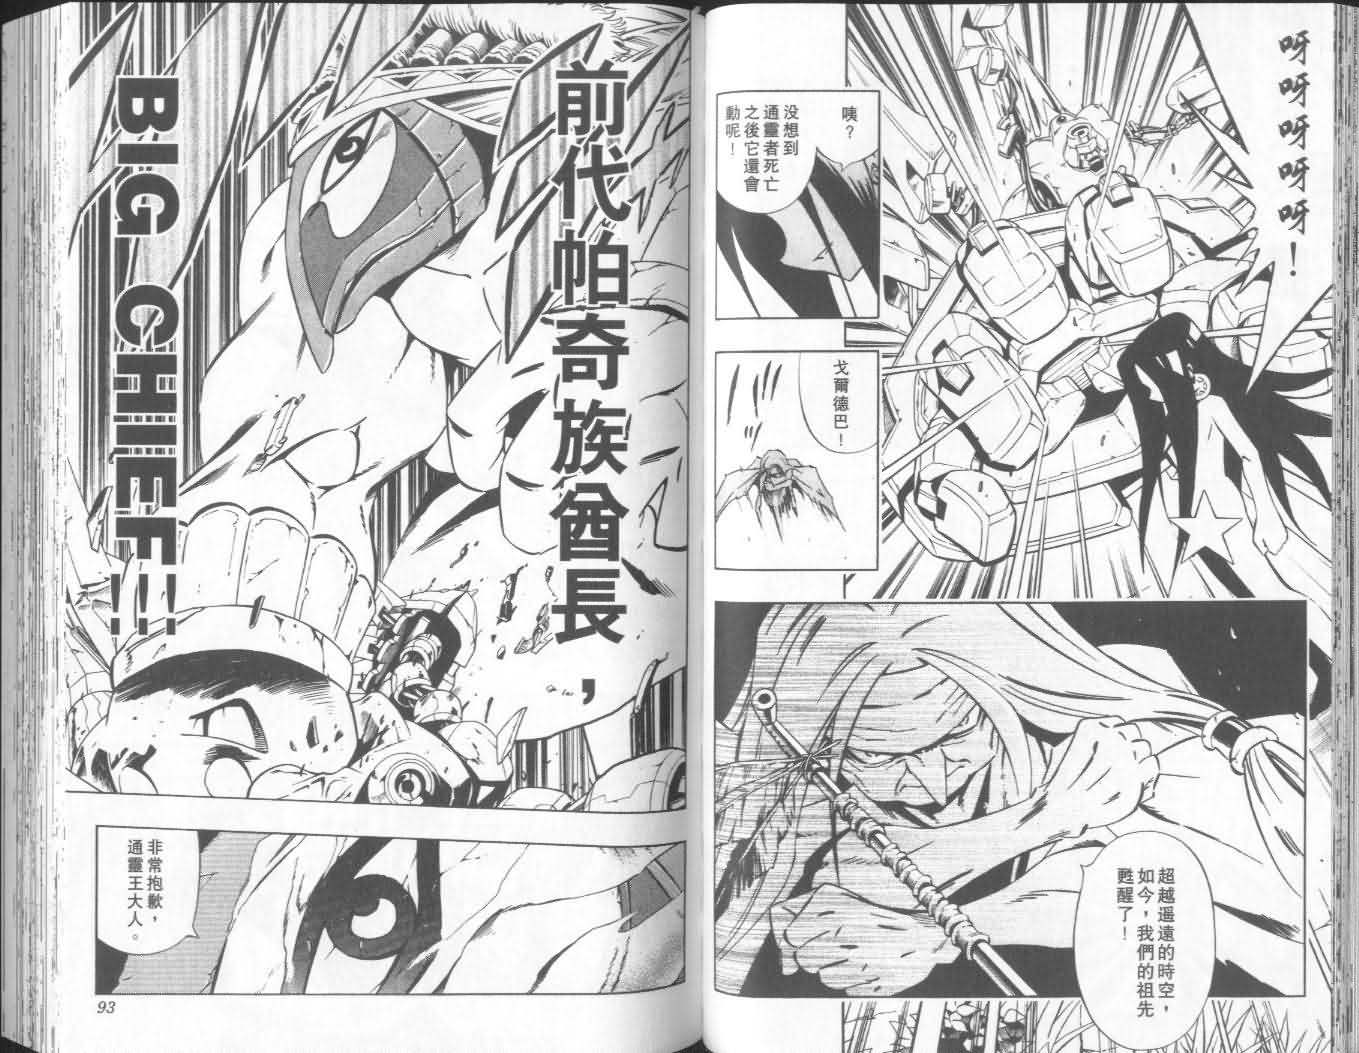 呀呀呀呀呀！
咦？
没想到
通靈者死亡
之後它還會
動呢！
戈爾德巴！
超越遥遠的時空，
如今，我們的祖先
甦醒了！
前代帕奇族酋長，
BIG CHIEF!!!
非常抱歉，
通靈王大人。
93